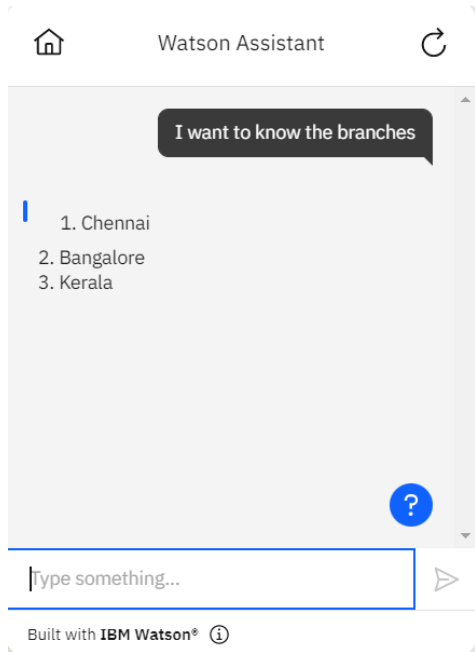 Watson Assistant
I want to know the branches
1. Chennai
2. Bangalore
3. Kerala
?
Type something...
Built with IBM Watson®